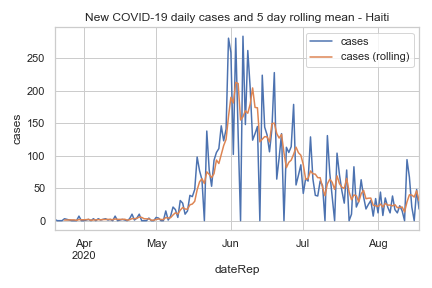 New COVID-19 daily cases and 5 day rolling mean - Haiti
cases
cases (rolling)
250
200
150
100
50
0
cases
Apr
2020
May
Jun
Jul
Aug
dateRep